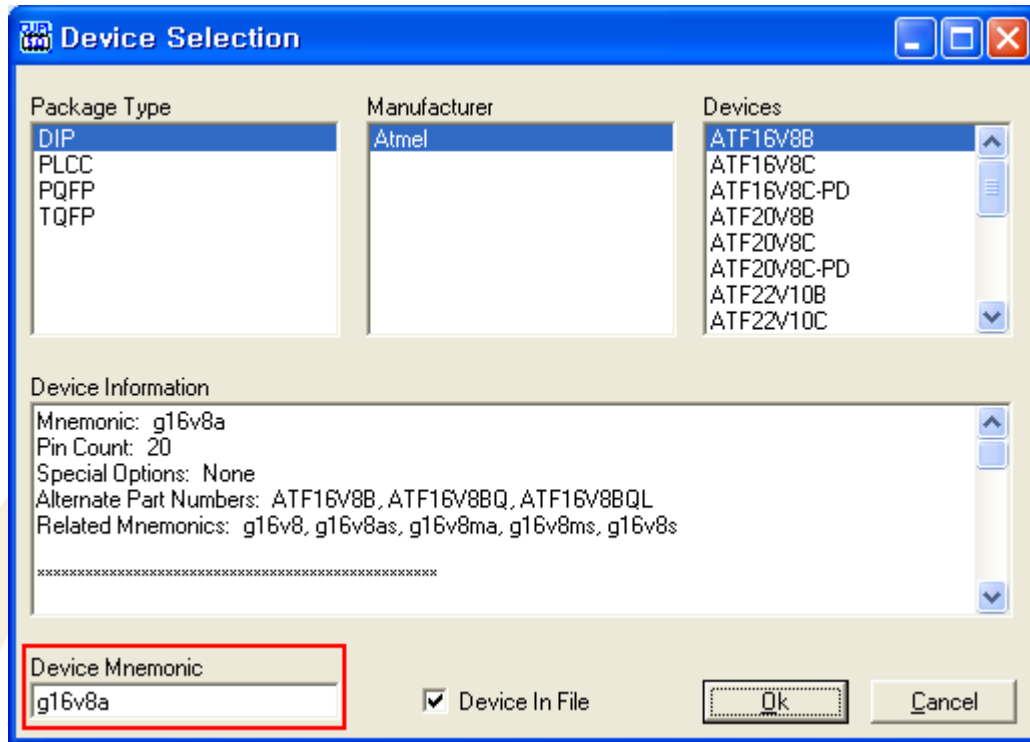 Device Selection
Package Type
DIP
PLCC
PQFP
TQFP
Manufacturer
Atmel
Devices
ATF16V8B
ATF16V8C
ATF16V8C-PD
ATF20V8B
ATF20V8C
ATF20V8C-PD
ATF22V10B
ATF22V10C
Device Information
Mnemonic: g16v8a
Pin Count: 20
Special Options: None
Alternate Part Numbers: ATF16V8B, ATF16V8BQ, ATF16V8BQL
Related Mnemonics: g16v8, g16v8as, g16v8ma, g16v8ms, g16v8s
**************************************************
Device Mnemonic
g16v8a
Device In File
Ok
Cancel